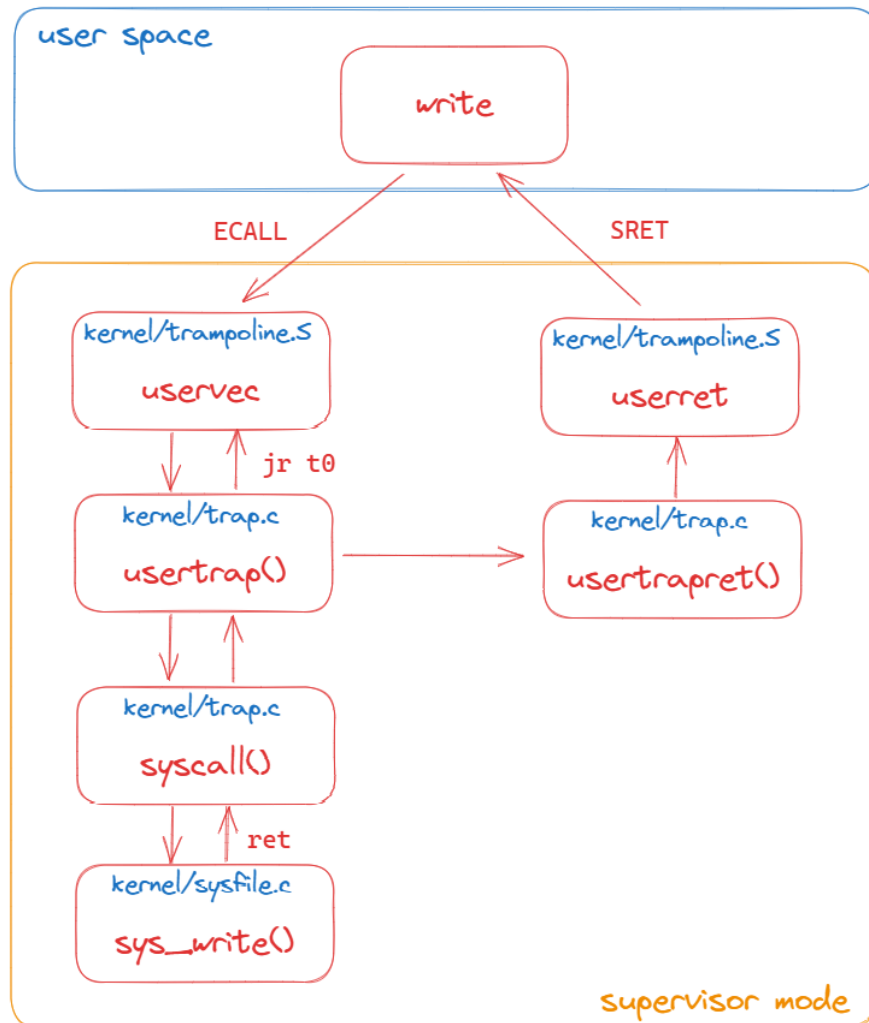 user space
write
ECALL
SRET
kernel/trampoline.S
uservec
kernel/trampoline.S
userret
jr t0
kernel/trap.c
usertrap()
kernel/trap.c
usertrapret()
kernel/trap.c
syscall()
ret
kernel/sysfile.c
sys_write()
supervisor mode